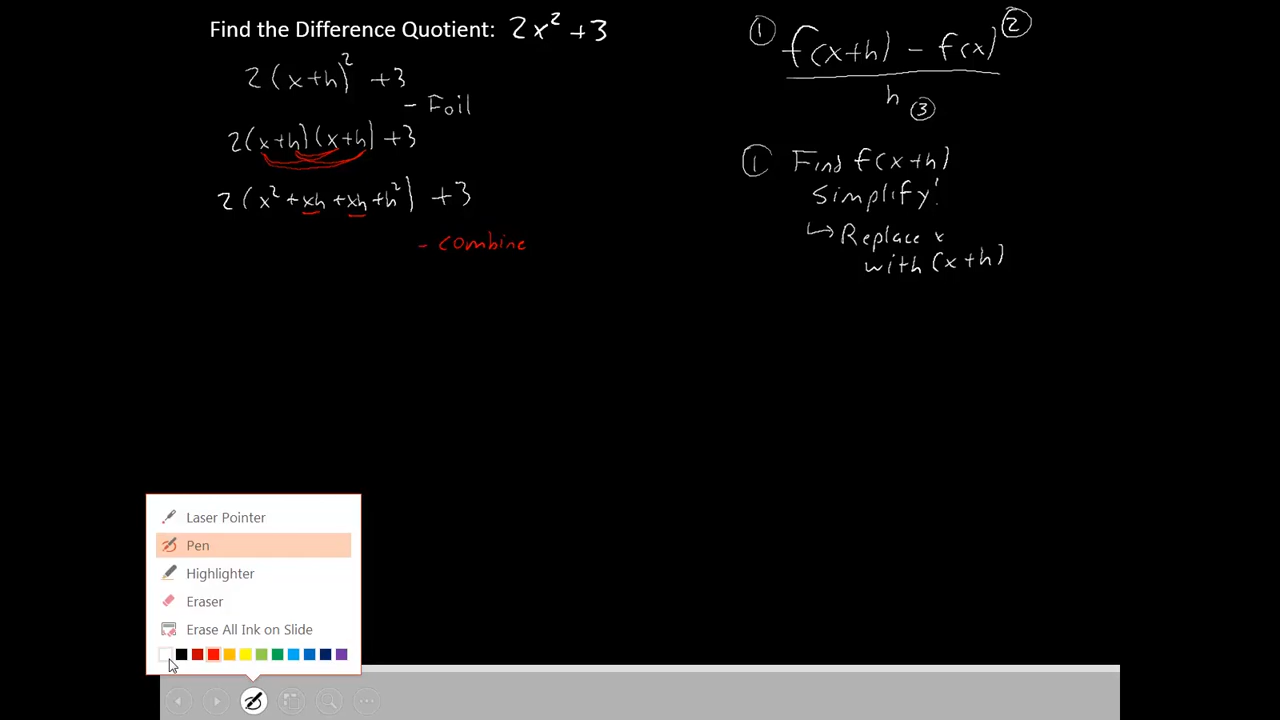 Find the Difference Quotient: 2x² + 3
2(x+h)² + 3
- Foil
2(x+h)(x+h) + 3
2(x² + xh + xh + h²) + 3
- combine
① f(x+h) - f(x) ②
h ③
① Find f(x+h)
Simplify!
↳ Replace x
with (x+h)
Laser Pointer
Pen
Highlighter
Eraser
Erase All Ink on Slide